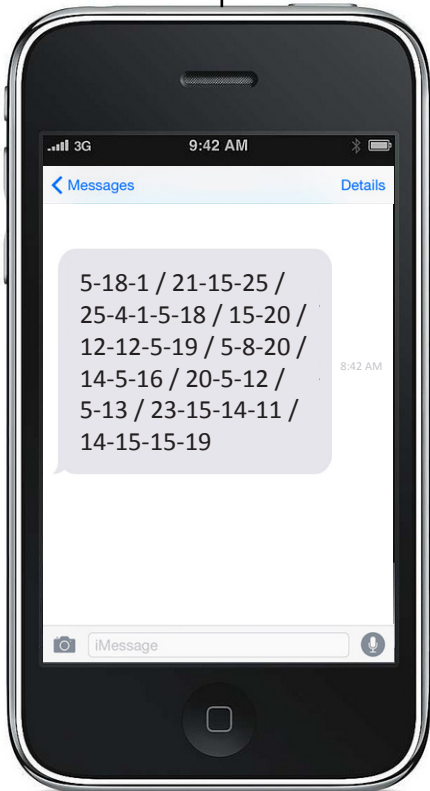 3G 9:42 AM
Messages Details
5-18-1 / 21-15-25 /
25-4-1-5-18 / 15-20 /
12-12-5-19 / 5-8-20 /
14-5-16 / 20-5-12 /
5-13 / 23-15-14-11 /
14-15-15-19
8:42 AM
iMessage